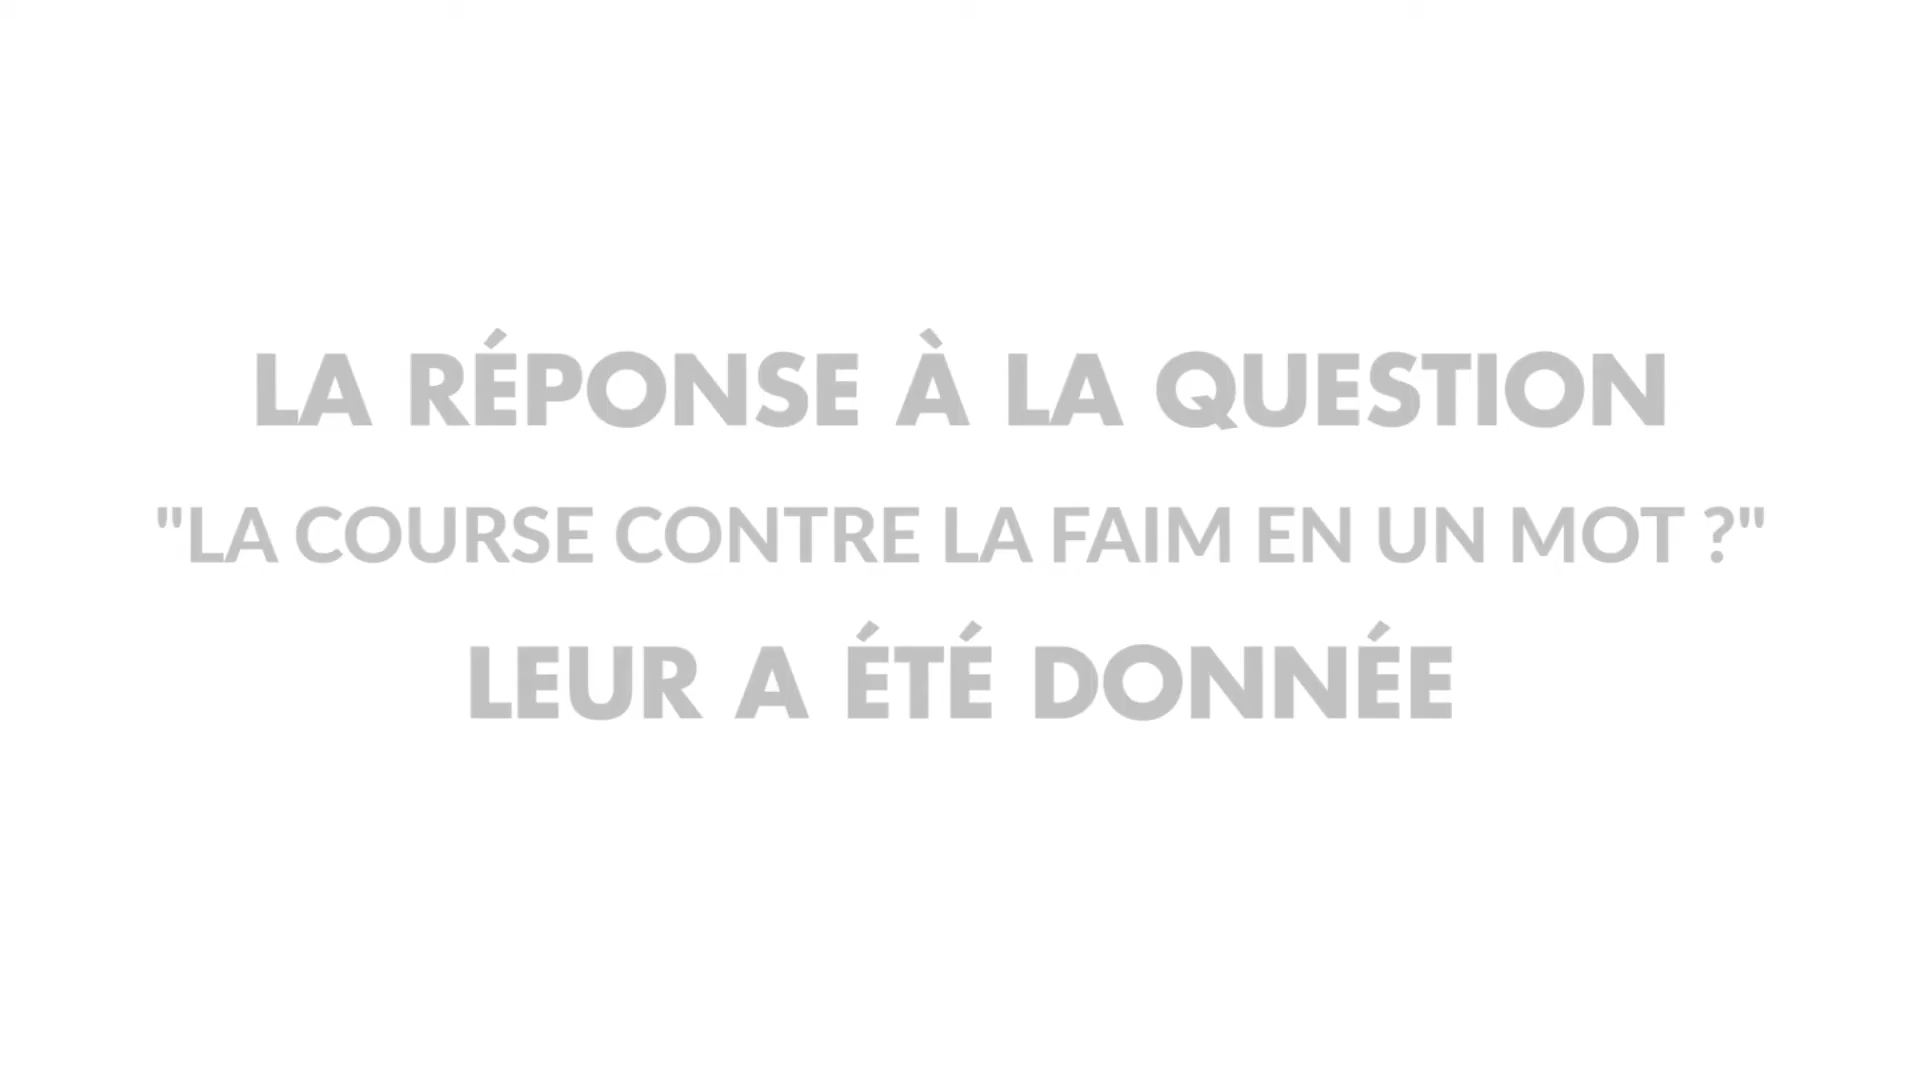 LA RÉPONSE À LA QUESTION
"LA COURSE CONTRE LA FAIM EN UN MOT ?"
LEUR A ÉTÉ DONNÉE